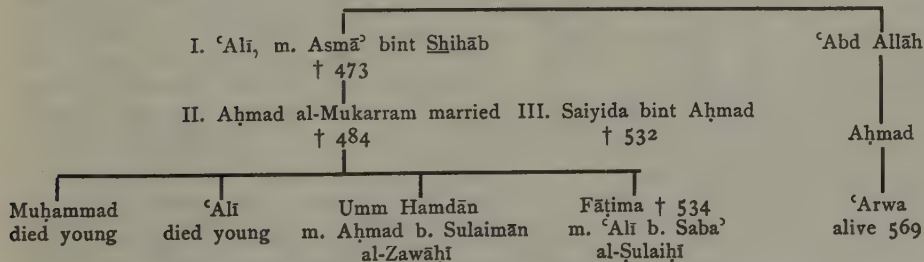 I. ʿAlī, m. Asmāʾ bint Shihāb ʿAbd Allāh
† 473
II. Aḥmad al-Mukarram married III. Saiyida bint Aḥmad
† 484 † 532 Aḥmad
Muḥammad ʿAlī Umm Hamdān Fāṭima † 534 ʿArwa
died young died young m. Aḥmad b. Sulaimān m. ʿAlī b. Sabaʾ alive 569
al-Zawāḥī al-Ṣulaiḥī